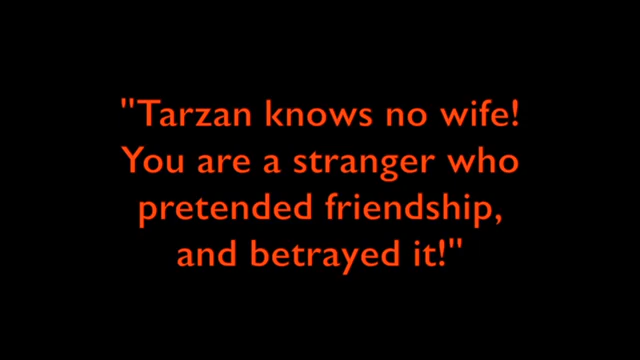 "Tarzan knows no wife!
You are a stranger who
pretended friendship,
and betrayed it!"